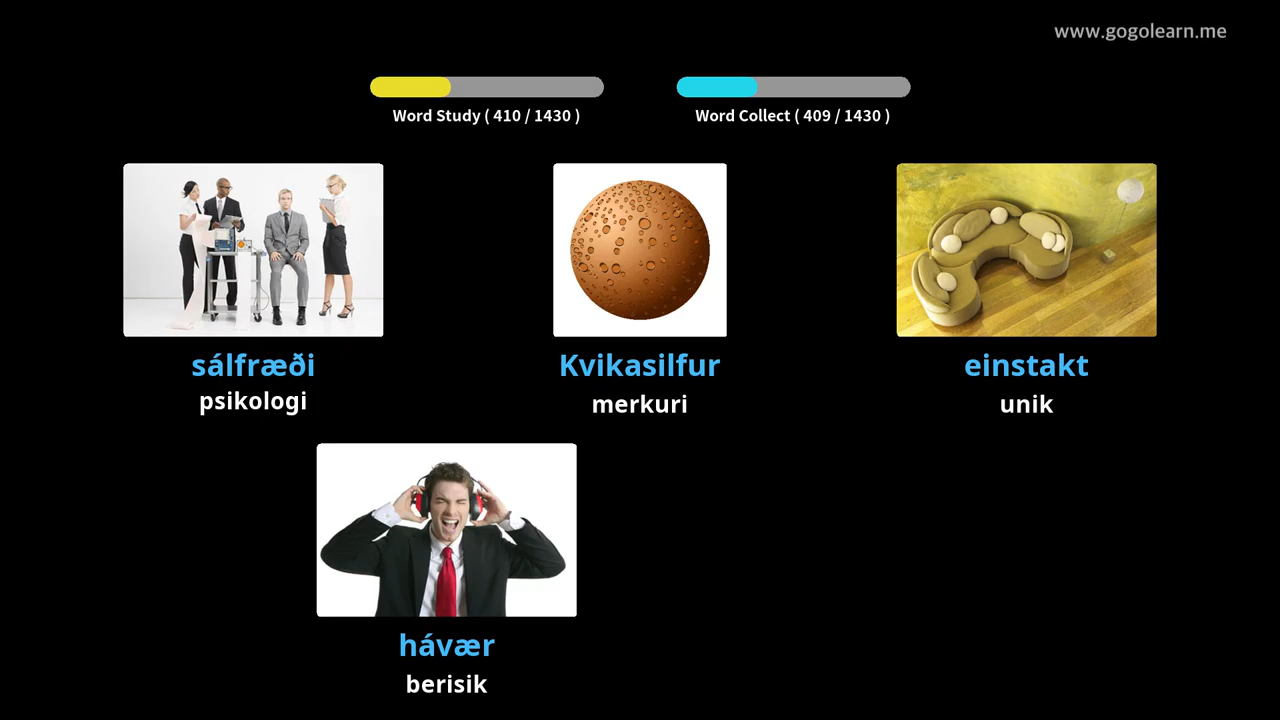 www.gogolearn.me
Word Study ( 410 / 1430 )
Word Collect ( 409 / 1430 )
sálfræði
psikologi
Kvikasilfur
merkuri
einstakt
unik
hávær
berisik